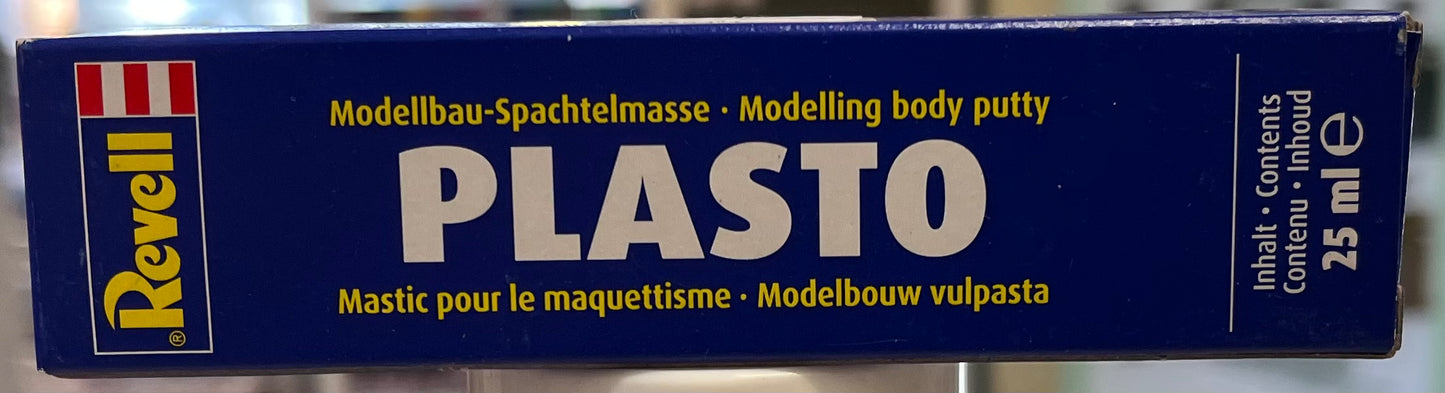 Revell®
Modellbau-Spachtelmasse · Modelling body putty
PLASTO
Mastic pour le maquettisme · Modelbouw vulpasta
Inhalt · Contents
Contenu · Inhoud
25 ml ℮